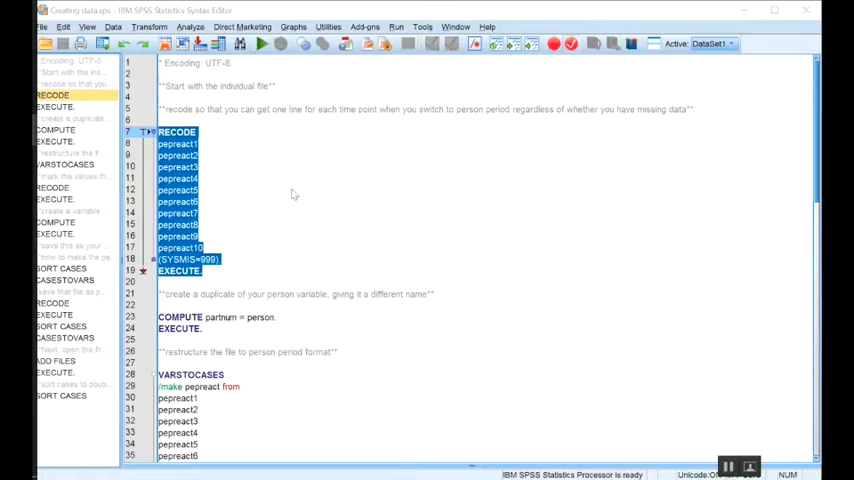 Creating data.sps - IBM SPSS Statistics Syntax Editor
File Edit View Data Transform Analyze Direct Marketing Graphs Utilities Add-ons Run Tools Window Help
Active: DataSet1
Encoding: UTF-8
*Start with the ind...
*recode so that you
RECODE
EXECUTE.
*create a duplicate
COMPUTE
EXECUTE.
*restructure the fi...
VARSTOCASES
*mark the values th
RECODE
EXECUTE.
*create a variable
COMPUTE
EXECUTE.
*save this as your
*now to make the pe..
SORT CASES
CASESTOVARS
save that file as p
RECODE
EXECUTE
SORT CASES
CASESTOVARS
*Next, open the fr...
ADD FILES
EXECUTE.
*sort cases to doub..
SORT CASES
1 * Encoding: UTF-8.
2
3 **Start with the individual file**
4
5 **recode so that you can get one line for each time point when you switch to person period regardless of whether you have missing data**
6
7 RECODE
8 pepreact1
9 pepreact2
10 pepreact3
11 pepreact4
12 pepreact5
13 pepreact6
14 pepreact7
15 pepreact8
16 pepreact9
17 pepreact10
18 (SYSMIS=999).
19 EXECUTE.
20
21 **create a duplicate of your person variable, giving it a different name**
22
23 COMPUTE partnum = person.
24 EXECUTE.
25
26 **restructure the file to person period format**
27
28 VARSTOCASES
29 /make pepreact from
30 pepreact1
31 pepreact2
32 pepreact3
33 pepreact4
34 pepreact5
35 pepreact6
IBM SPSS Statistics Processor is ready
Unicode:ON
NUM